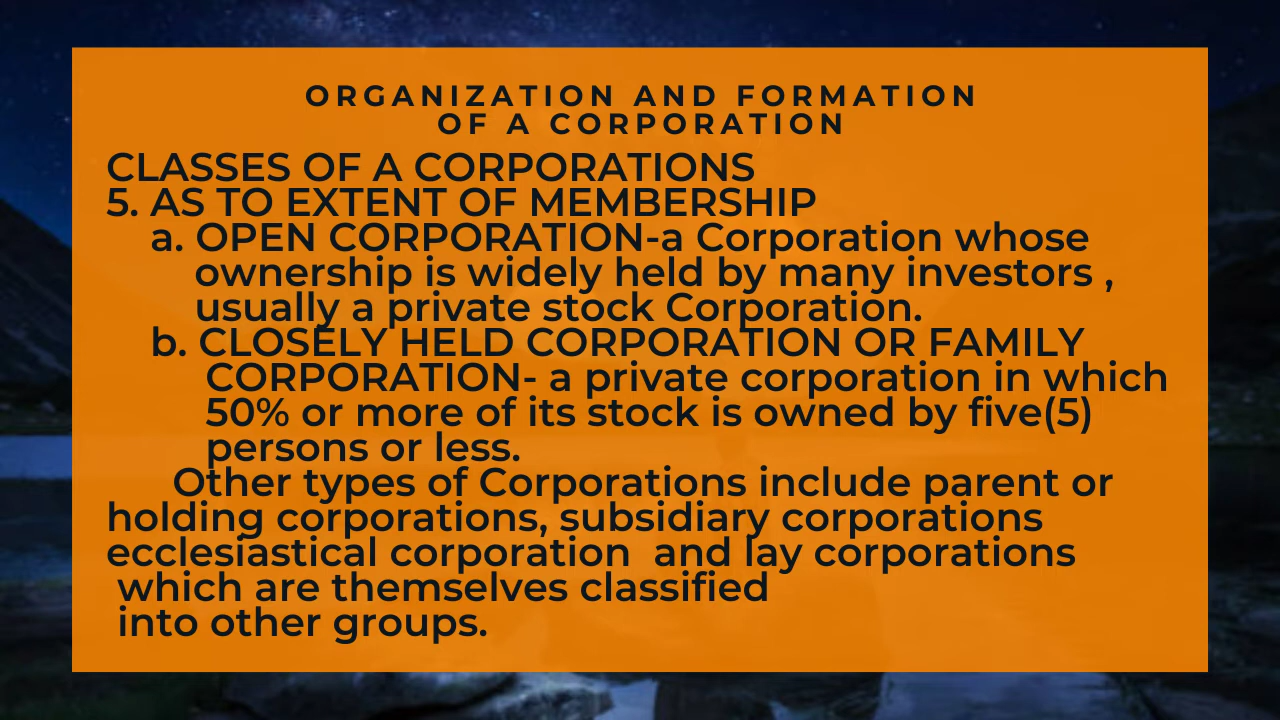 ORGANIZATION AND FORMATION
OF A CORPORATION
CLASSES OF A CORPORATIONS
5. AS TO EXTENT OF MEMBERSHIP
a. OPEN CORPORATION-a Corporation whose
ownership is widely held by many investors ,
usually a private stock Corporation.
b. CLOSELY HELD CORPORATION OR FAMILY
CORPORATION- a private corporation in which
50% or more of its stock is owned by five(5)
persons or less.
Other types of Corporations include parent or
holding corporations, subsidiary corporations
ecclesiastical corporation  and lay corporations
which are themselves classified
into other groups.